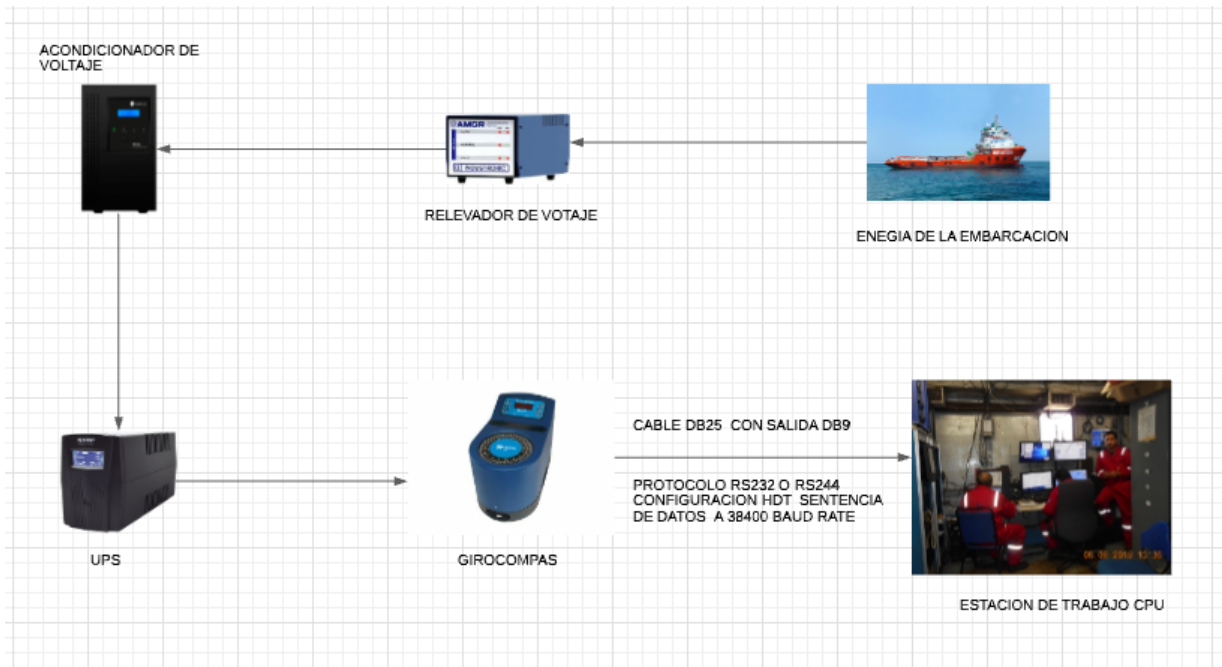 ACONDICIONADOR DE
VOLTAJE
AMGR
RELEVADOR DE VOTAJE
ENEGIA DE LA EMBARCACION
CABLE DB25 CON SALIDA DB9
PROTOCOLO RS232 O RS244
CONFIGURACION HDT SENTENCIA
DE DATOS A 38400 BAUD RATE
UPS
GIROCOMPAS
ESTACION DE TRABAJO CPU